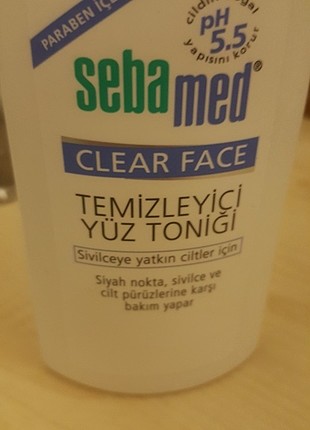 PARABEN İÇE
cildin doğal
pH
5.5
yapısını korur
sebamed®
CLEAR FACE
TEMİZLEYİCİ
YÜZ TONİĞİ
Sivilceye yatkın ciltler için
Siyah nokta, sivilce ve
cilt pürüzlerine karşı
bakım yapar